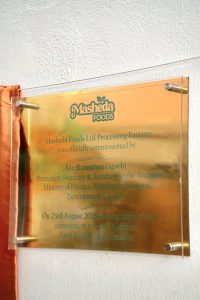 Masheda
FOODS
Masheda Foods Ltd Processing Factory
was officially commissioned by
Mr. Ramathan Ggoobi
Permanent Secretary & Secretary to the Treasury
Ministry of Finance, Planning & Economic
Development
On 23rd August